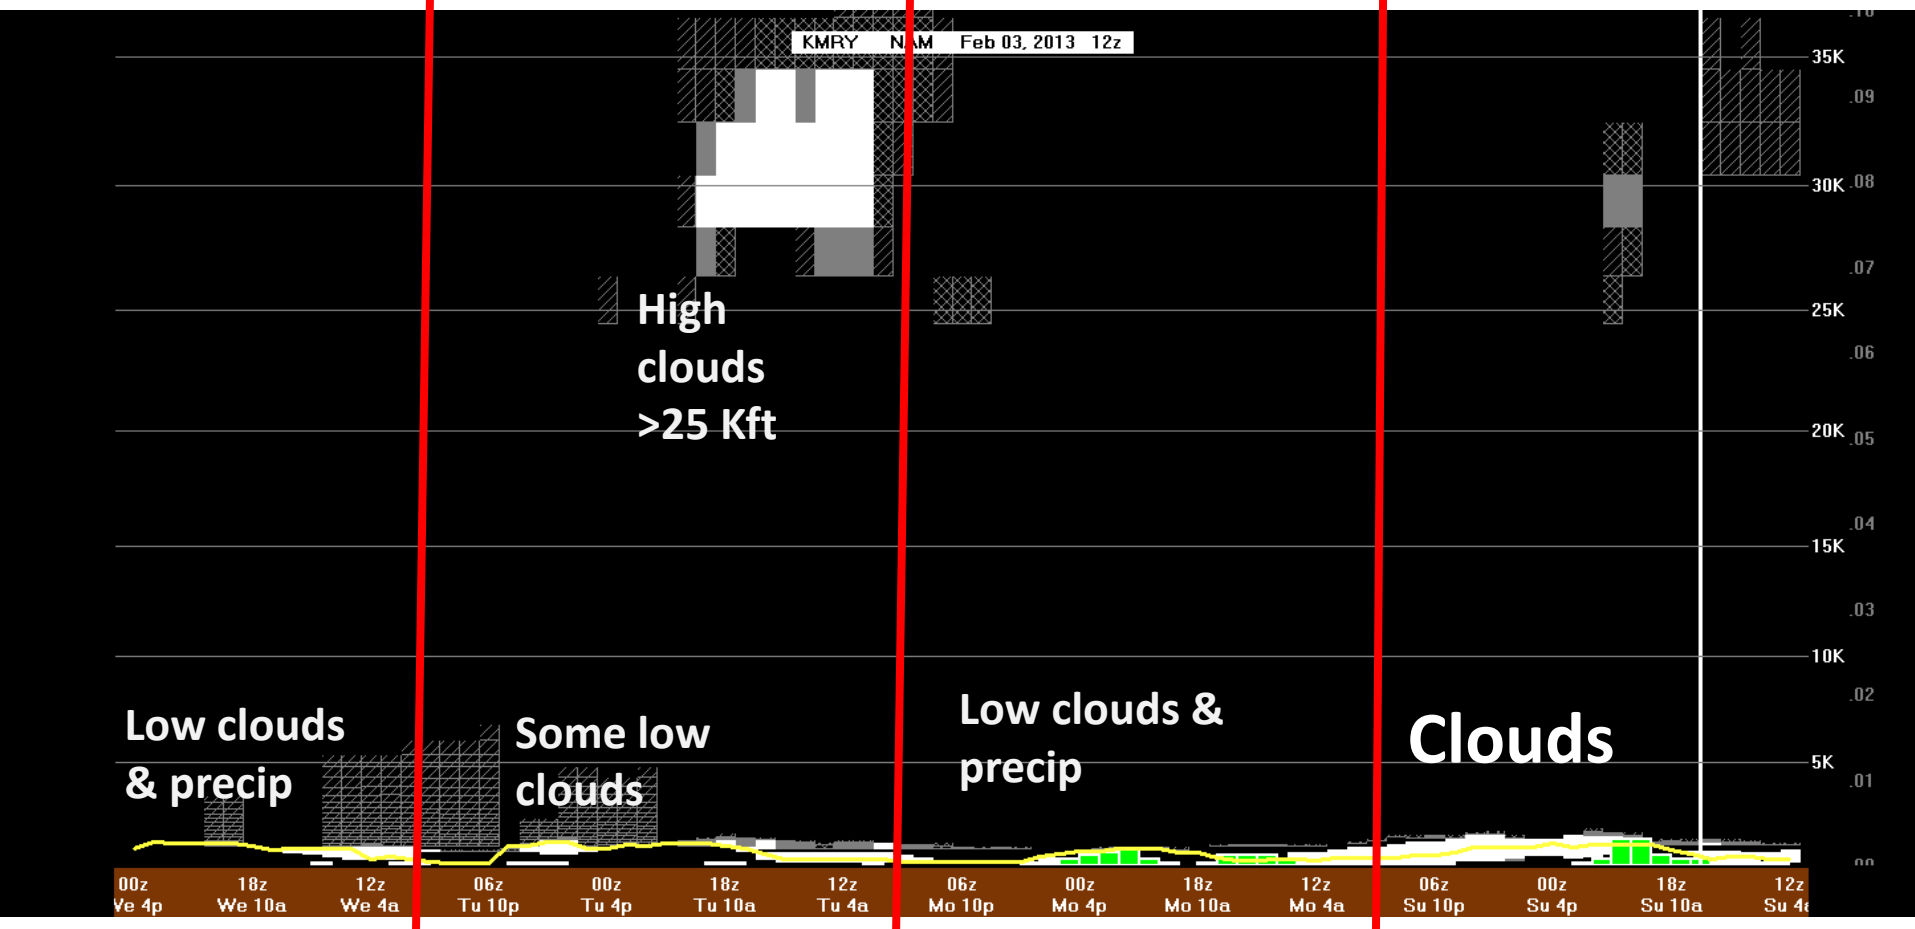 .10
KMRY NAM Feb 03, 2013 12z
35K
.09
30K
.08
.07
High
clouds
>25 Kft
25K
.06
20K
.05
.04
15K
.03
10K
.02
Low clouds
& precip
Some low
clouds
Low clouds &
precip
Clouds
5K
.01
.00
00z 18z 12z 06z 00z 18z 12z 06z 00z 18z 12z 06z 00z 18z 12z
We 4p We 10a We 4a Tu 10p Tu 4p Tu 10a Tu 4a Mo 10p Mo 4p Mo 10a Mo 4a Su 10p Su 4p Su 10a Su 4a